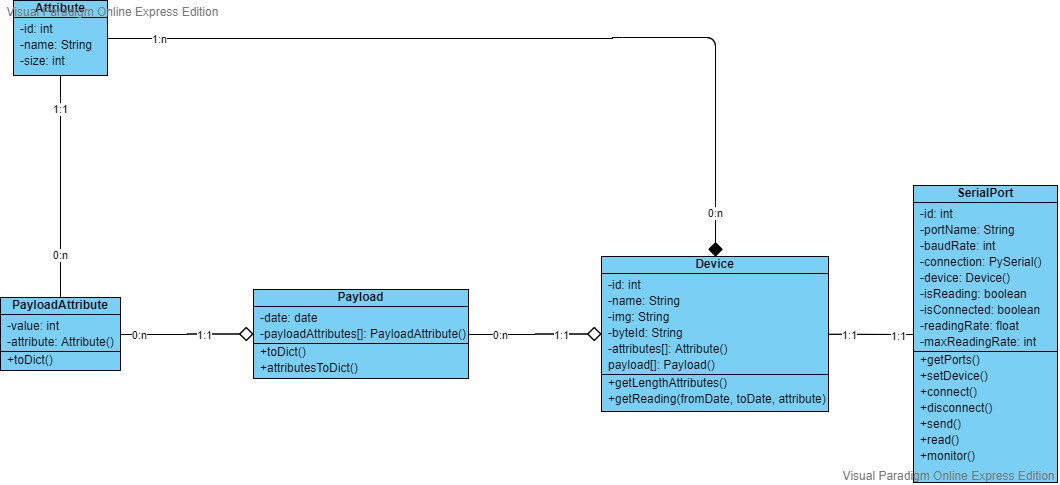 Visual Paradigm Online Express Edition
Attribute
-id: int
-name: String
-size: int
1:n
1:1
0:n
0:n
PayloadAttribute
-value: int
-attribute: Attribute()
+toDict()
0:n
1:1
Payload
-date: date
-payloadAttributes[]: PayloadAttribute()
+toDict()
+attributesToDict()
0:n
1:1
Device
-id: int
-name: String
-img: String
-byteId: String
-attributes[]: Attribute()
payload[]: Payload()
+getLengthAttributes()
+getReading(fromDate, toDate, attribute)
1:1
1:1
SerialPort
-id: int
-portName: String
-baudRate: int
-connection: PySerial()
-device: Device()
-isReading: boolean
-isConnected: boolean
-readingRate: float
-maxReadingRate: int
+getPorts()
+setDevice()
+connect()
+disconnect()
+send()
+read()
+monitor()
Visual Paradigm Online Express Edition